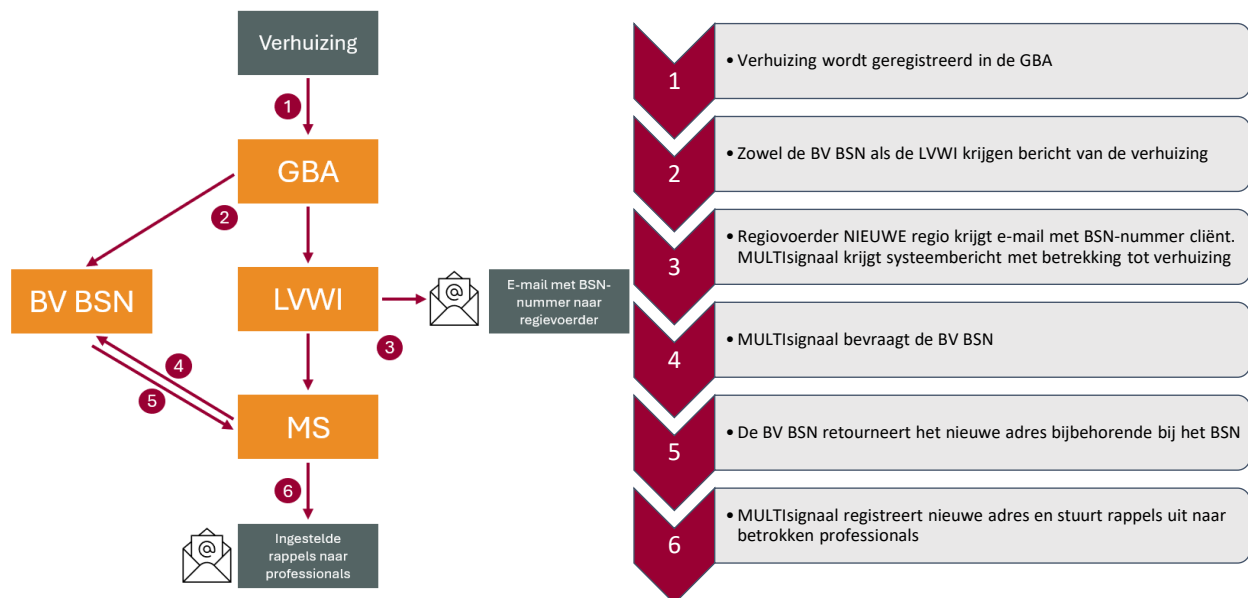 Verhuizing
1
GBA
2
BV BSN
LVWI
E-mail met BSN-
nummer naar
regievoerder
3
4
5
MS
6
Ingestelde
rappels naar
professionals
1
• Verhuizing wordt geregistreerd in de GBA
2
• Zowel de BV BSN als de LVWI krijgen bericht van de verhuizing
3
• Regiovoerder NIEUWE regio krijgt e-mail met BSN-nummer cliënt.
MULTIsignaal krijgt systeembericht met betrekking tot verhuizing
4
• MULTIsignaal bevraagt de BV BSN
5
• De BV BSN retourneert het nieuwe adres bijbehorende bij het BSN
6
• MULTIsignaal registreert nieuwe adres en stuurt rappels uit naar
betrokken professionals